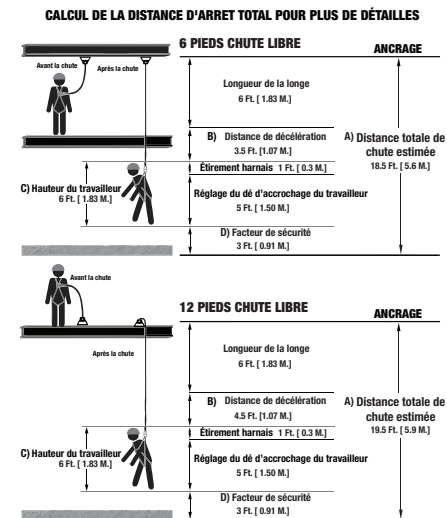 CALCUL DE LA DISTANCE D'ARRET TOTAL POUR PLUS DE DÉTAILLES
6 PIEDS CHUTE LIBRE
ANCRAGE
Avant la chute
Après la chute
Longueur de la longe
6 Ft. [ 1.83 M.]
B) Distance de décélération
3.5 Ft. [1.07 M.]
A) Distance totale de
chute estimée
18.5 Ft. [ 5.6 M.]
Étirement harnais 1 Ft. [ 0.3 M.]
C) Hauteur du travailleur
6 Ft. [ 1.83 M.]
Réglage du dé d'accrochage du travailleur
5 Ft. [ 1.50 M.]
D) Facteur de sécurité
3 Ft. [ 0.91 M.]
Avant la chute
12 PIEDS CHUTE LIBRE
ANCRAGE
Après la chute
Longueur de la longe
6 Ft. [ 1.83 M.]
B) Distance de décélération
4.5 Ft. [1.07 M.]
A) Distance totale de
chute estimée
19.5 Ft. [ 5.9 M.]
Étirement harnais 1 Ft. [ 0.3 M.]
C) Hauteur du travailleur
6 Ft. [ 1.83 M.]
Réglage du dé d'accrochage du travailleur
5 Ft. [ 1.50 M.]
D) Facteur de sécurité
3 Ft. [ 0.91 M.]